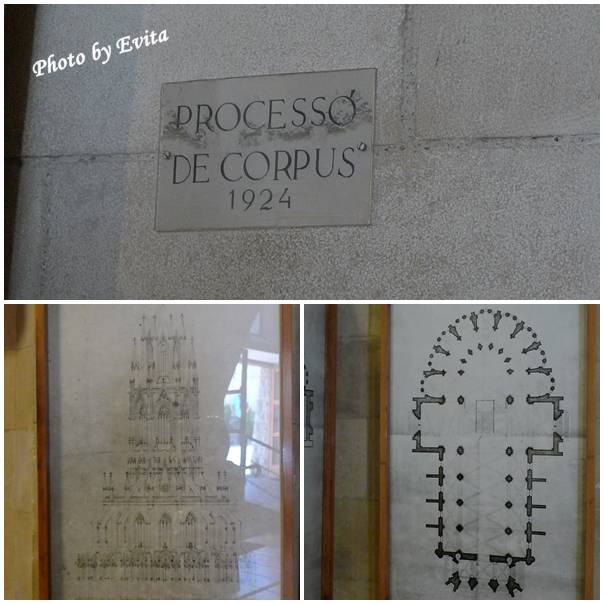 Photo by Evita
PROCESSÓ
DE CORPUS
1924